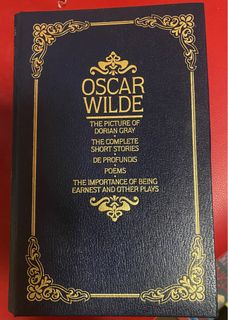 OSCAR
WILDE
THE PICTURE OF
DORIAN GRAY
THE COMPLETE
SHORT STORIES
DE PROFUNDIS
POEMS
THE IMPORTANCE OF BEING
EARNEST AND OTHER PLAYS